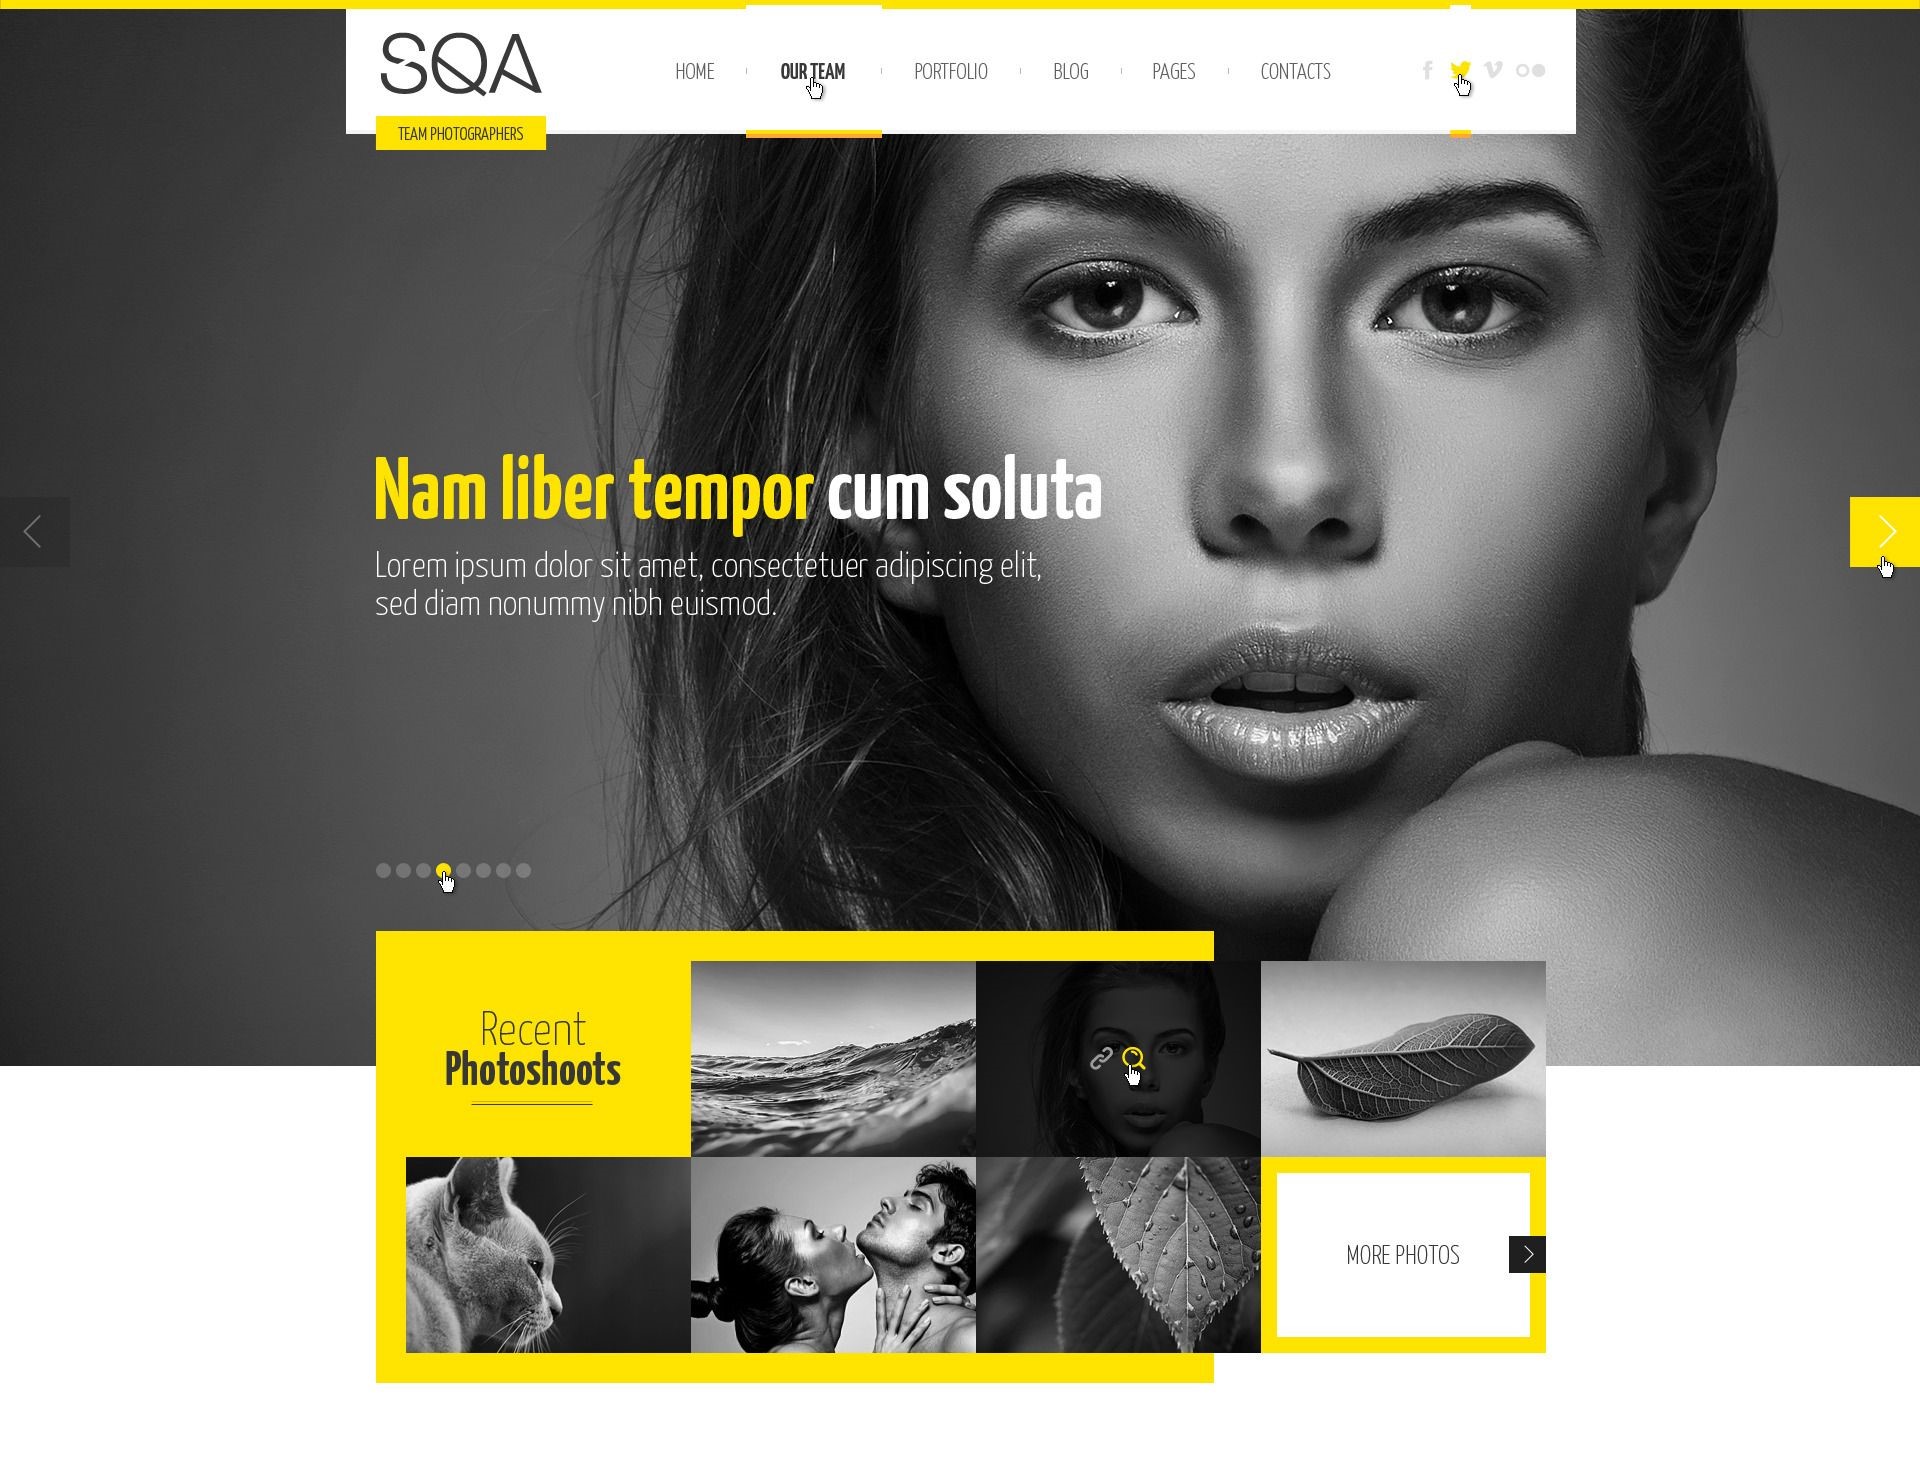 SQA
TEAM PHOTOGRAPHERS
HOME
OUR TEAM
PORTFOLIO
BLOG
PAGES
CONTACTS
Nam liber tempor cum soluta
Lorem ipsum dolor sit amet, consectetuer adipiscing elit,
sed diam nonummy nibh euismod.
Recent
Photoshoots
MORE PHOTOS